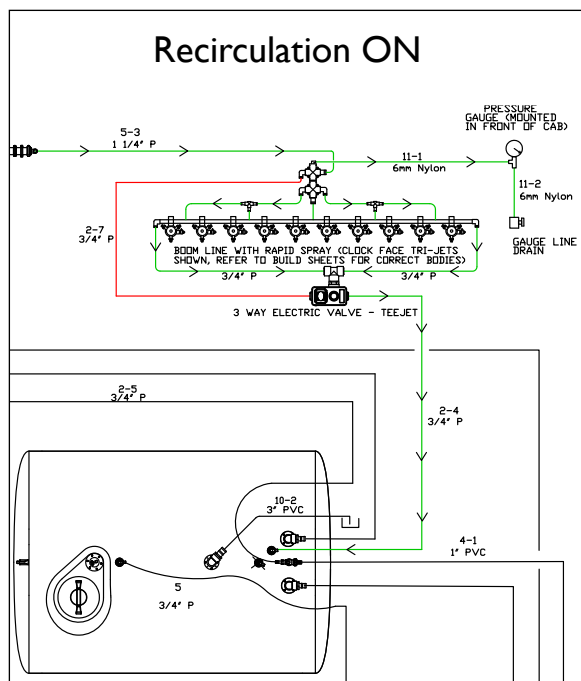 Recirculation ON
5-3
1 1/4" P
PRESSURE
GAUGE (MOUNTED
IN FRONT OF CAB)
11-1
6mm Nylon
11-2
6mm Nylon
GAUGE LINE
DRAIN
2-7
3/4" P
BOOM LINE WITH RAPID SPRAY (CLOCK FACE TRI-JETS
SHOWN, REFER TO BUILD SHEETS FOR CORRECT BODIES)
3/4" P
3/4" P
3 WAY ELECTRIC VALVE - TEEJET
2-5
3/4" P
2-4
3/4" P
10-2
3" PVC
4-1
1" PVC
5
3/4" P